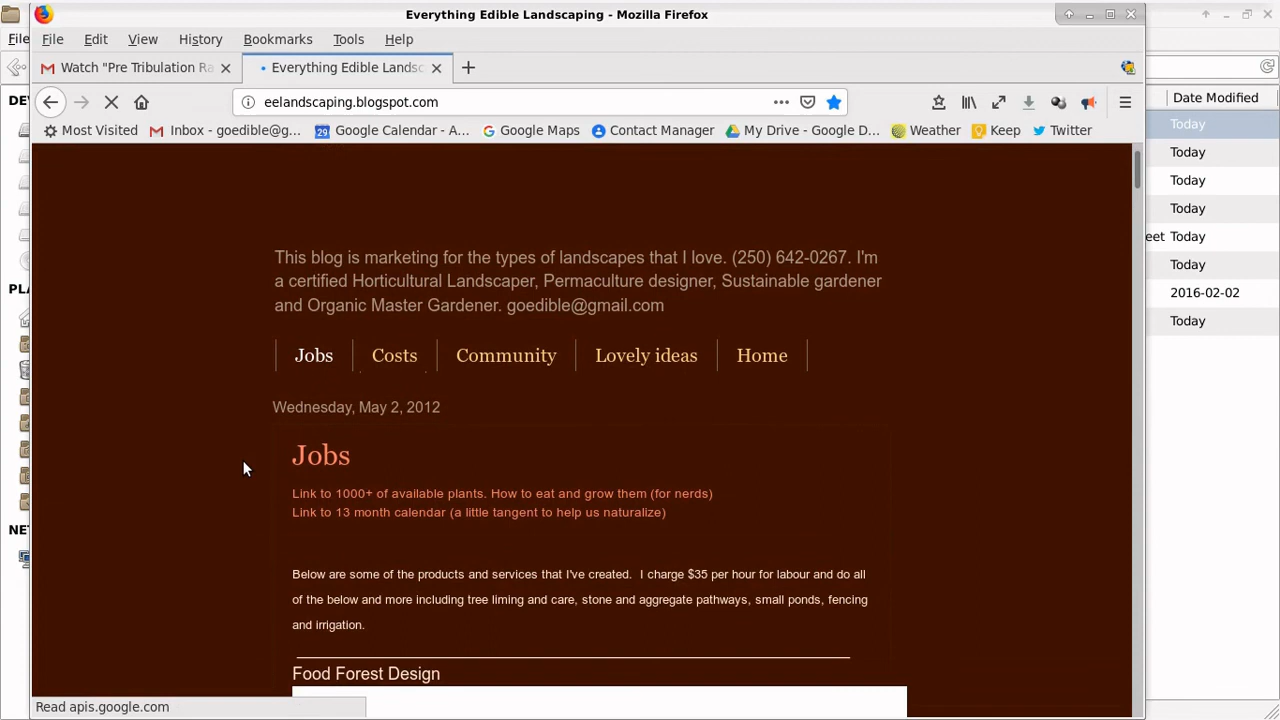 Everything Edible Landscaping - Mozilla Firefox
File Edit View History Bookmarks Tools Help
Watch "Pre Tribulation Ra Everything Edible Landsc
eelandscaping.blogspot.com
Most Visited Inbox - goedible@g... Google Calendar - A... Google Maps Contact Manager My Drive - Google D... Weather Keep Twitter
This blog is marketing for the types of landscapes that I love. (250) 642-0267. I'm
a certified Horticultural Landscaper, Permaculture designer, Sustainable gardener
and Organic Master Gardener. goedible@gmail.com
Jobs Costs Community Lovely ideas Home
Wednesday, May 2, 2012
Jobs
Link to 1000+ of available plants. How to eat and grow them (for nerds)
Link to 13 month calendar (a little tangent to help us naturalize)
Below are some of the products and services that I've created. I charge $35 per hour for labour and do all
of the below and more including tree liming and care, stone and aggregate pathways, small ponds, fencing
and irrigation.
Food Forest Design
Read apis.google.com
File
DE
PL
NE
Date Modified
Today
Today
Today
Today
eet Today
Today
2016-02-02
Today